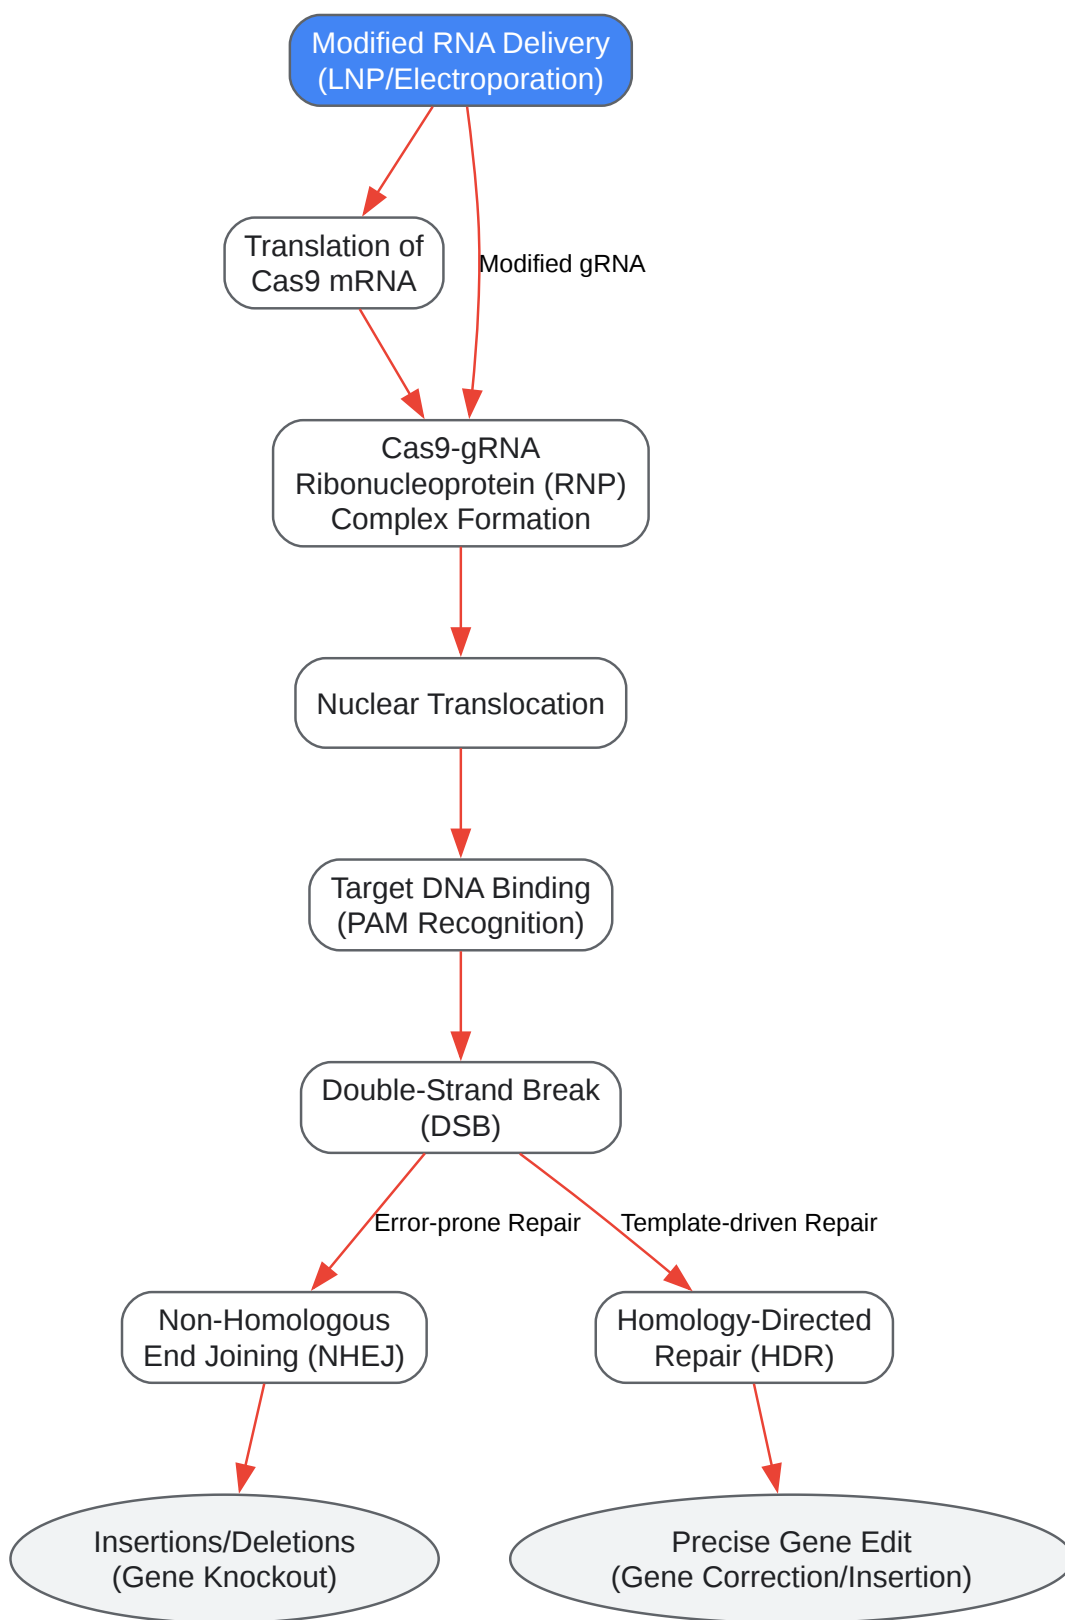 Modified RNA Delivery
(LNP/Electroporation)
Translation of
Cas9 mRNA
Modified gRNA
Cas9-gRNA
Ribonucleoprotein (RNP)
Complex Formation
Nuclear Translocation
Target DNA Binding
(PAM Recognition)
Double-Strand Break
(DSB)
Error-prone Repair
Template-driven Repair
Non-Homologous
End Joining (NHEJ)
Homology-Directed
Repair (HDR)
Insertions/Deletions
(Gene Knockout)
Precise Gene Edit
(Gene Correction/Insertion)